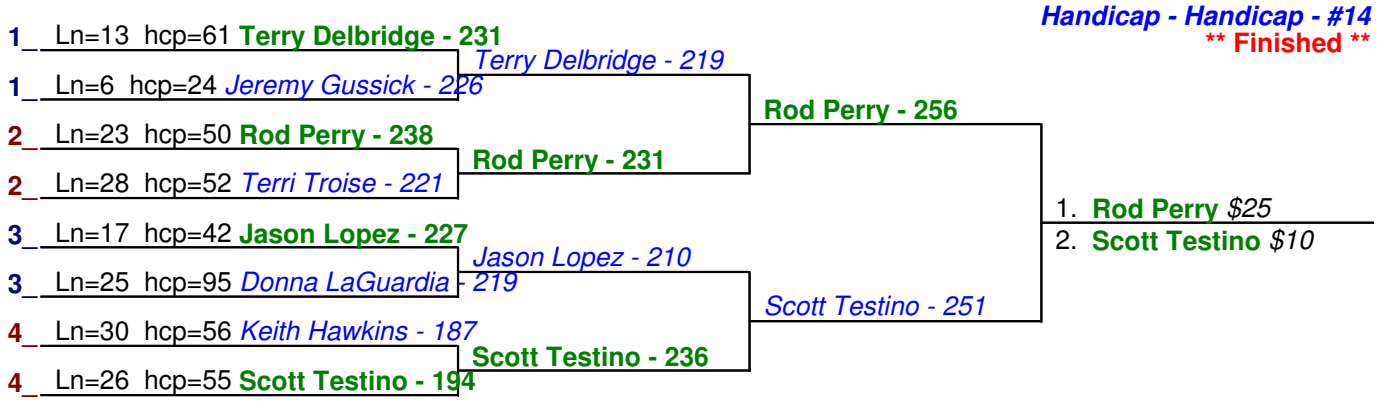 Handicap - Handicap - #14
** Finished **
1_ Ln=13 hcp=61 Terry Delbridge - 231
Terry Delbridge - 219
1_ Ln=6 hcp=24 Jeremy Gussick - 226
Rod Perry - 256
2_ Ln=23 hcp=50 Rod Perry - 238
Rod Perry - 231
2_ Ln=28 hcp=52 Terri Troise - 221
1. Rod Perry $25
3_ Ln=17 hcp=42 Jason Lopez - 227
2. Scott Testino $10
Jason Lopez - 210
3_ Ln=25 hcp=95 Donna LaGuardia - 219
Scott Testino - 251
4_ Ln=30 hcp=56 Keith Hawkins - 187
Scott Testino - 236
4_ Ln=26 hcp=55 Scott Testino - 194